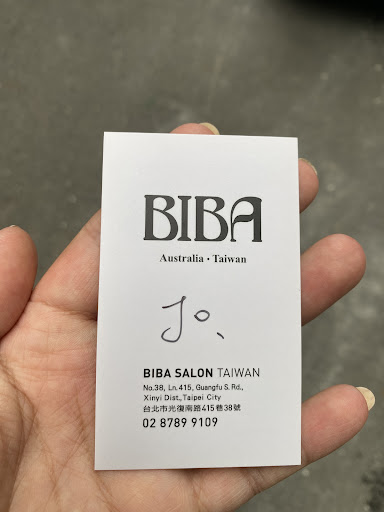 BIBA
Australia · Taiwan
Jo.
BIBA SALON TAIWAN
No.38, Ln.415, Guangfu S. Rd.,
Xinyi Dist., Taipei City
台北市光復南路415巷38號
02 8789 9109